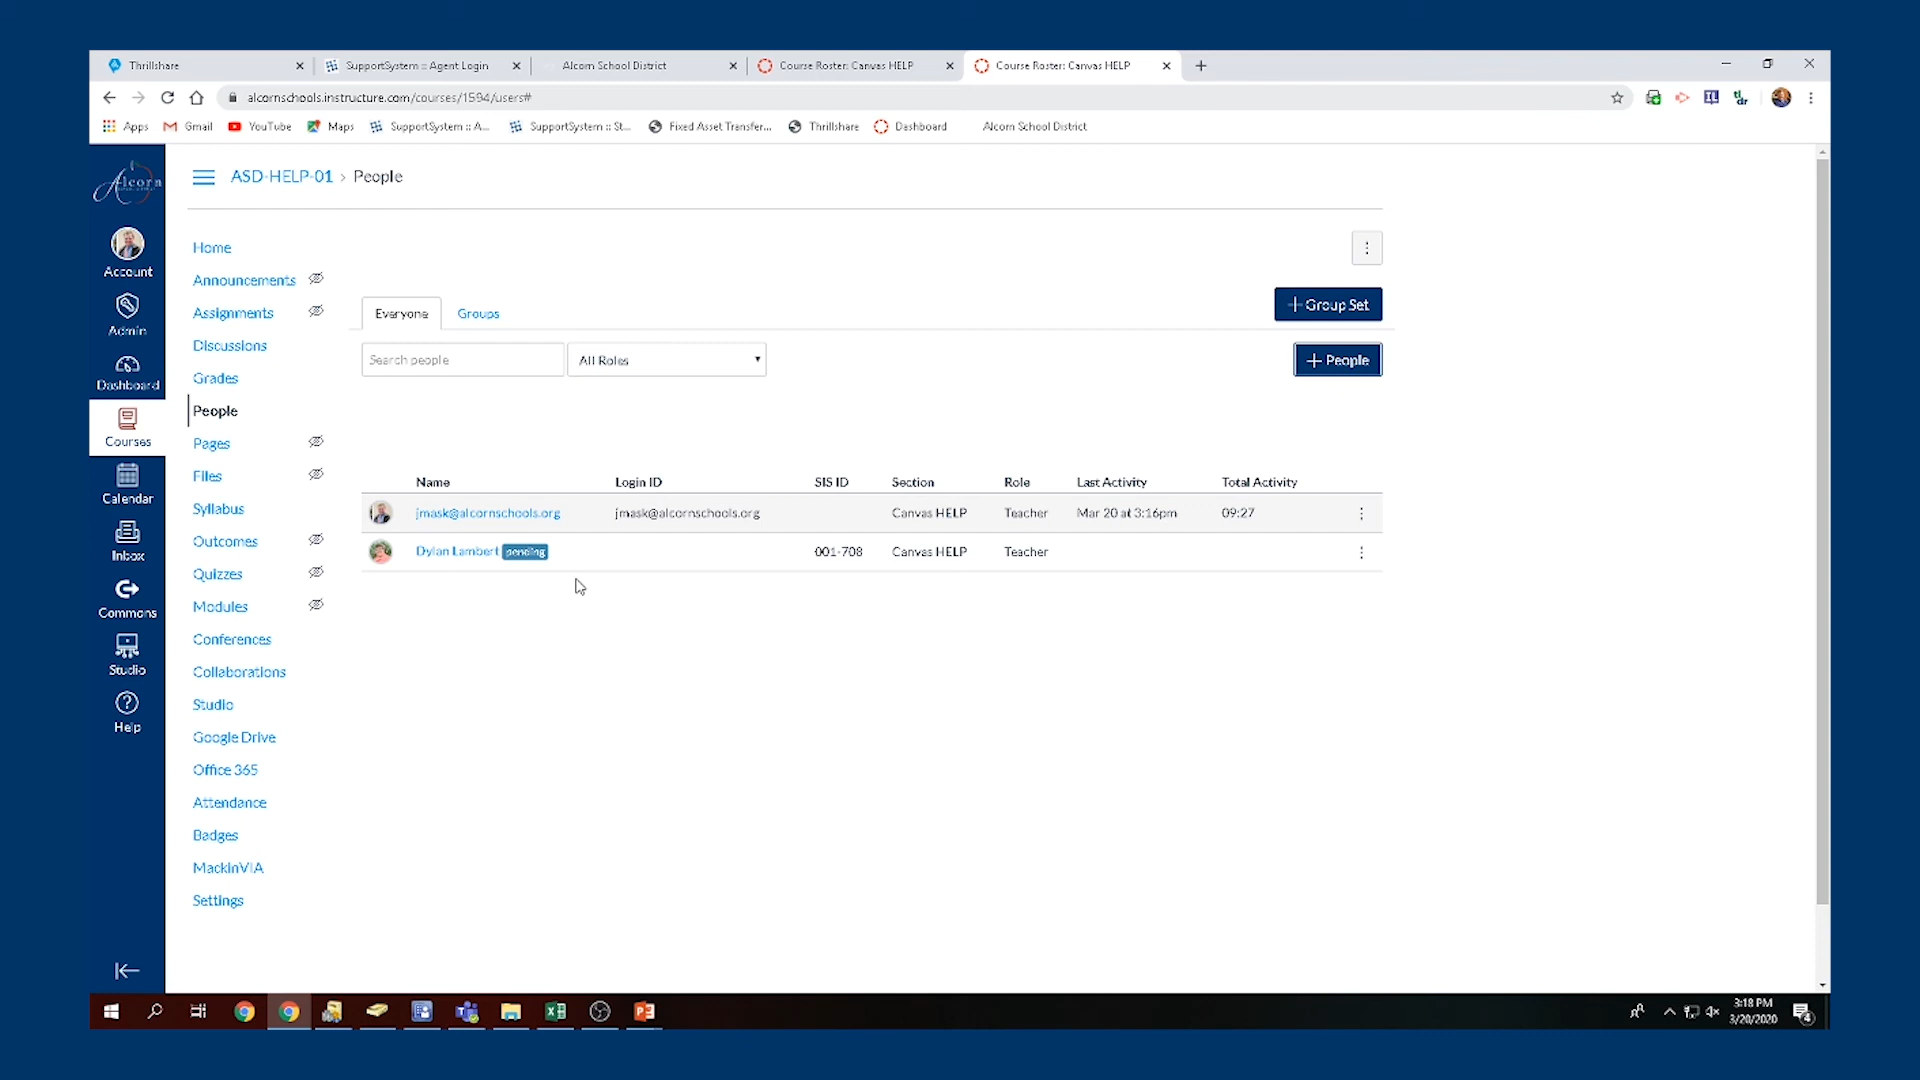 Thrillshare
SupportSystem :: Agent Login
Alcorn School District
Course Roster: Canvas HELP
Course Roster: Canvas HELP
alcornschools.instructure.com/courses/1594/users#
Apps
Gmail
YouTube
Maps
SupportSystem :: A...
SupportSystem :: St...
Fixed Asset Transfer...
Thrillshare
Dashboard
Alcorn School District
Alcorn
Account
Admin
Dashboard
Courses
Calendar
Inbox
Commons
Studio
Help
ASD-HELP-01 › People
Home
Announcements
Assignments
Discussions
Grades
People
Pages
Files
Syllabus
Outcomes
Quizzes
Modules
Conferences
Collaborations
Studio
Google Drive
Office 365
Attendance
Badges
MackinVIA
Settings
Everyone
Groups
+ Group Set
Search people
All Roles
+ People
Name Login ID SIS ID Section Role Last Activity Total Activity
jmask@alcornschools.org jmask@alcornschools.org Canvas HELP Teacher Mar 20 at 3:16pm 09:27
Dylan Lambert pending 001-708 Canvas HELP Teacher
3:18 PM
3/20/2020
4